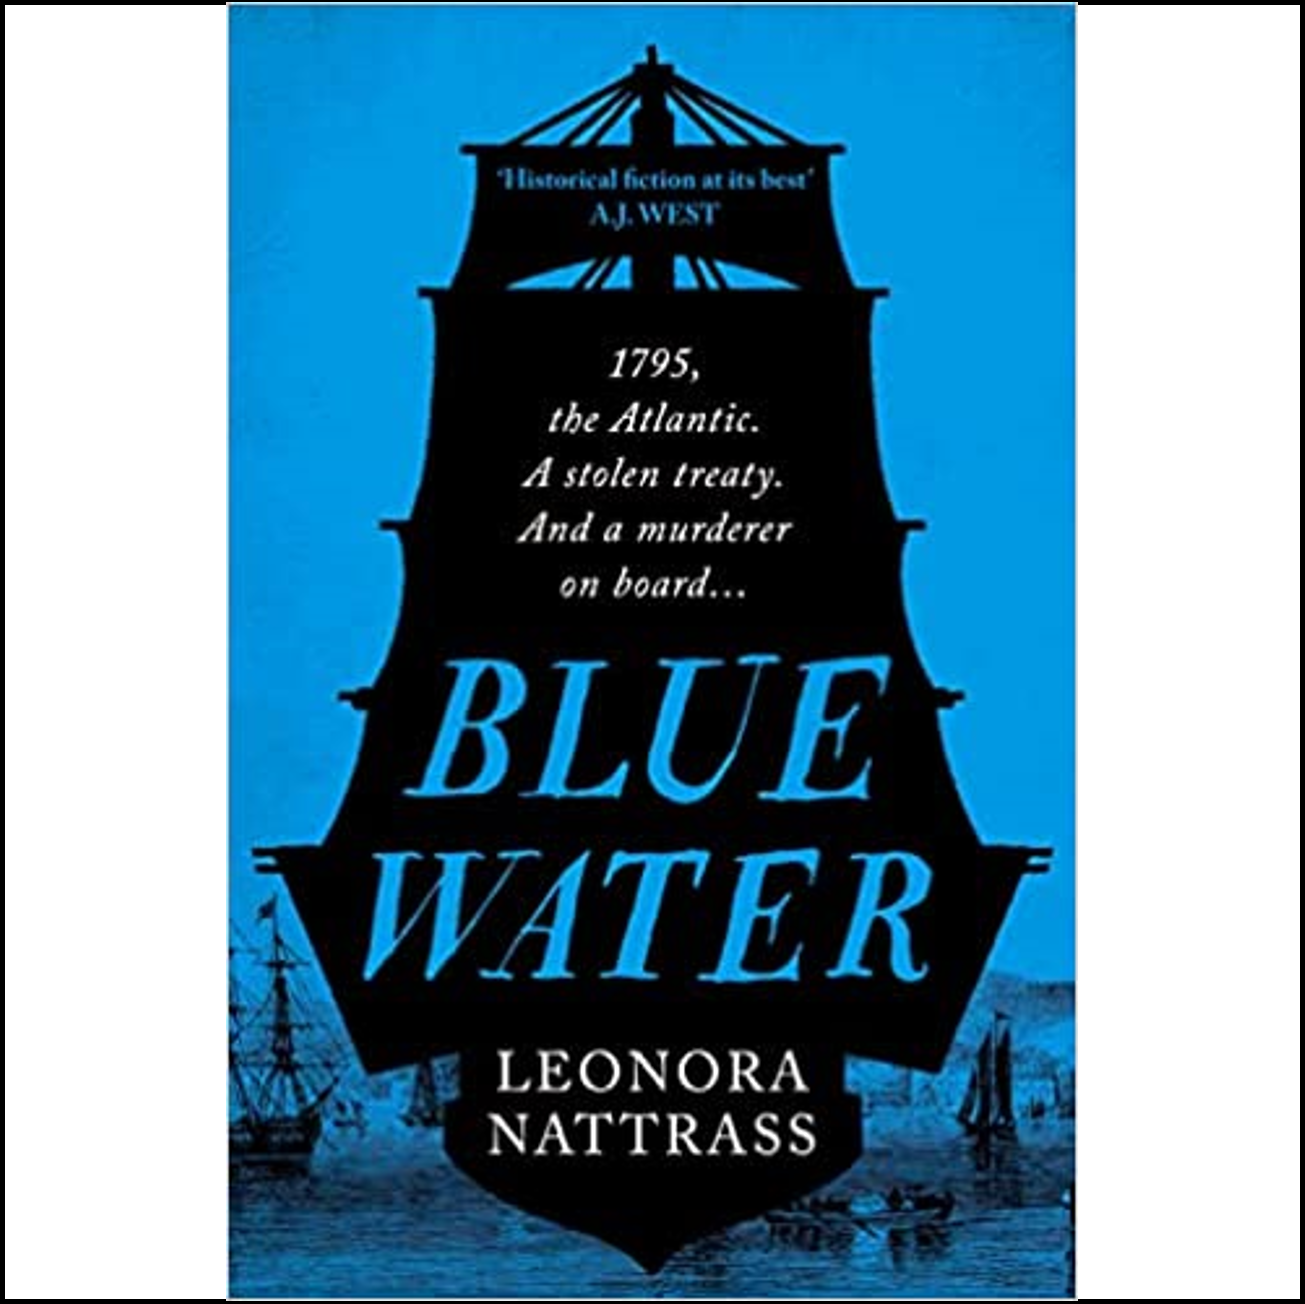 ‘Historical fiction at its best’
A.J. WEST
1795,
the Atlantic.
A stolen treaty.
And a murderer
on board...
BLUE
WATER
LEONORA
NATTRASS